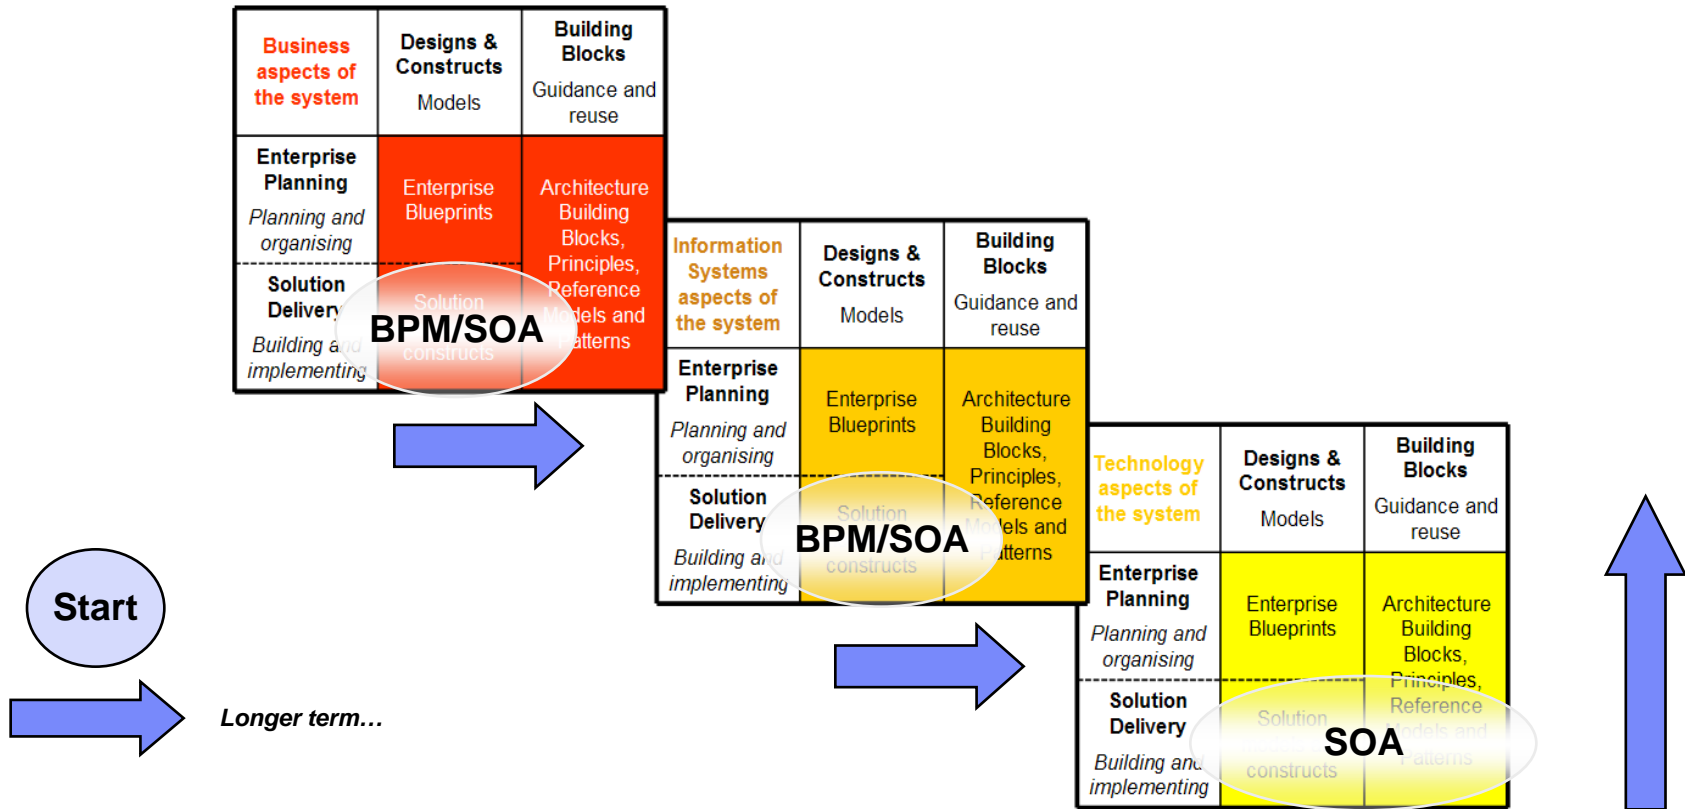 Business
aspects of
the system
Designs &
Constructs
Models
Building
Blocks
Guidance and
reuse
Enterprise
Planning
Planning and
organising
Enterprise
Blueprints
Architecture
Building
Blocks,
Principles,
Reference
Models and
Patterns
Solution
Delivery
Building and
implementing
Solution
constructs
BPM/SOA
Information
Systems
aspects of
the system
Designs &
Constructs
Models
Building
Blocks
Guidance and
reuse
Enterprise
Planning
Planning and
organising
Enterprise
Blueprints
Architecture
Building
Blocks,
Principles,
Reference
Models and
Patterns
Solution
Delivery
Building and
implementing
Solution
constructs
BPM/SOA
Technology
aspects of
the system
Designs &
Constructs
Models
Building
Blocks
Guidance and
reuse
Enterprise
Planning
Planning and
organising
Enterprise
Blueprints
Architecture
Building
Blocks,
Principles,
Reference
Models and
Patterns
Solution
Delivery
Building and
implementing
Solution
constructs
SOA
Start
Longer term...